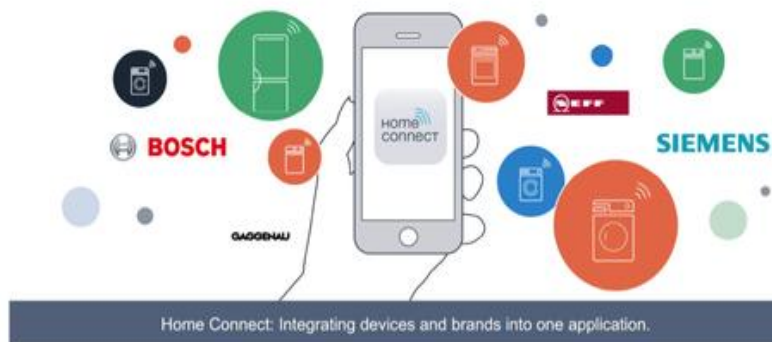 HOME
CONNECT
NEFF
BOSCH
SIEMENS
GAGGENAU
Home Connect: Integrating devices and brands into one application.